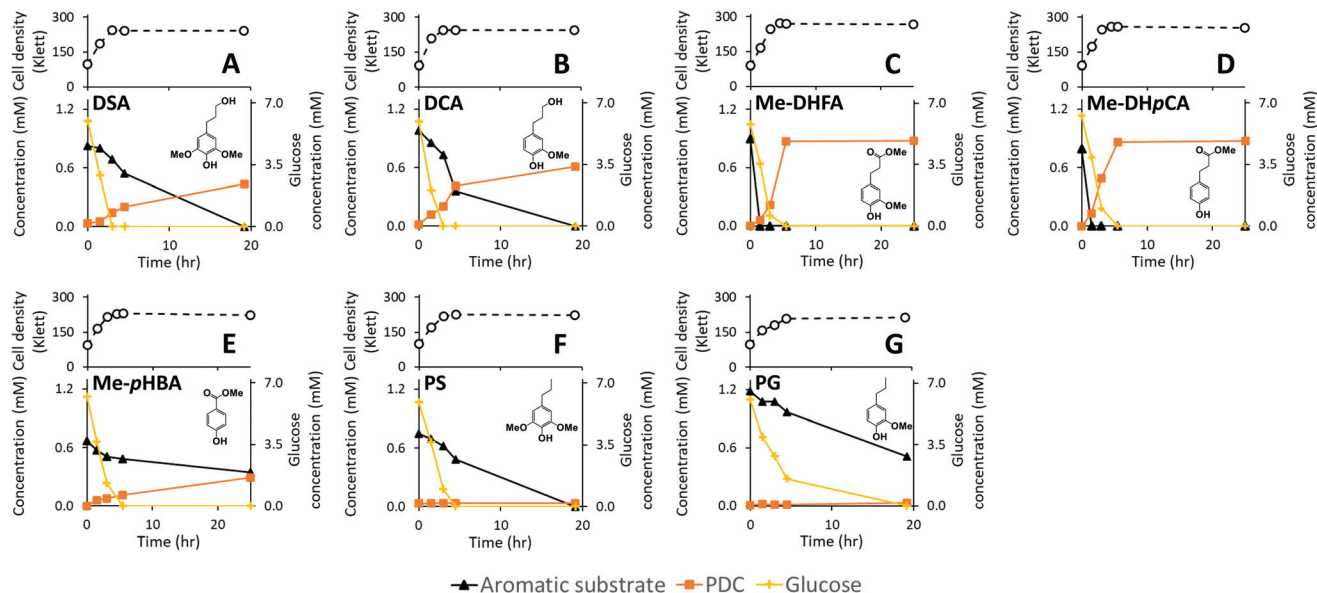 300
150
0
Cell density
(Klett)
A
1.2
0.6
0.0
Concentration (mM)
DSA
OH
MeO
OMe
OH
7.0
3.5
0.0
Glucose
concentration (mM)
0
10
20
Time (hr)
300
150
0
Cell density
(Klett)
B
1.2
0.6
0.0
Concentration (mM)
DCA
OH
OMe
OH
7.0
3.5
0.0
Glucose
concentration (mM)
0
10
20
Time (hr)
300
150
0
Cell density
(Klett)
C
1.2
0.6
0.0
Concentration (mM)
Me-DHFA
O
OMe
OMe
OH
7.0
3.5
0.0
Glucose
concentration (mM)
0
10
20
Time (hr)
300
150
0
Cell density
(Klett)
D
1.2
0.6
0.0
Concentration (mM)
Me-DHpCA
O
OMe
OH
7.0
3.5
0.0
Glucose
concentration (mM)
0
10
20
Time (hr)
300
150
0
Cell density
(Klett)
E
1.2
0.6
0.0
Concentration (mM)
Me-pHBA
O
OMe
OH
7.0
3.5
0.0
Glucose
concentration (mM)
0
10
20
Time (hr)
300
150
0
Cell density
(Klett)
F
1.2
0.6
0.0
Concentration (mM)
PS
MeO
OMe
OH
7.0
3.5
0.0
Glucose
concentration (mM)
0
10
20
Time (hr)
300
150
0
Cell density
(Klett)
G
1.2
0.6
0.0
Concentration (mM)
PG
OMe
OH
7.0
3.5
0.0
Glucose
concentration (mM)
0
10
20
Time (hr)
Aromatic substrate PDC Glucose